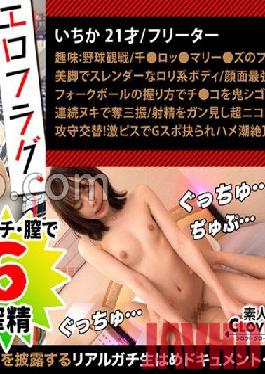 エロフラグ
いちか 21才/フリーター
趣味:野球観戦/千●ロッ●マリー●ズのフ
美脚でスレンダーなロリ系ボディ/顔面最強
フォークボールの握り方でチ●コを鬼シゴ
連続ヌキで奪三振/射精をガン見し超ニコ
攻守交替!激ピスでGスポ抉られハメ潮絶頂
ぐっちゅ…
ぢゅぷ…
チ・膣で
6
射精
ぐっちゅ…
素人
を披露するリアルガチ生はめドキュメント・